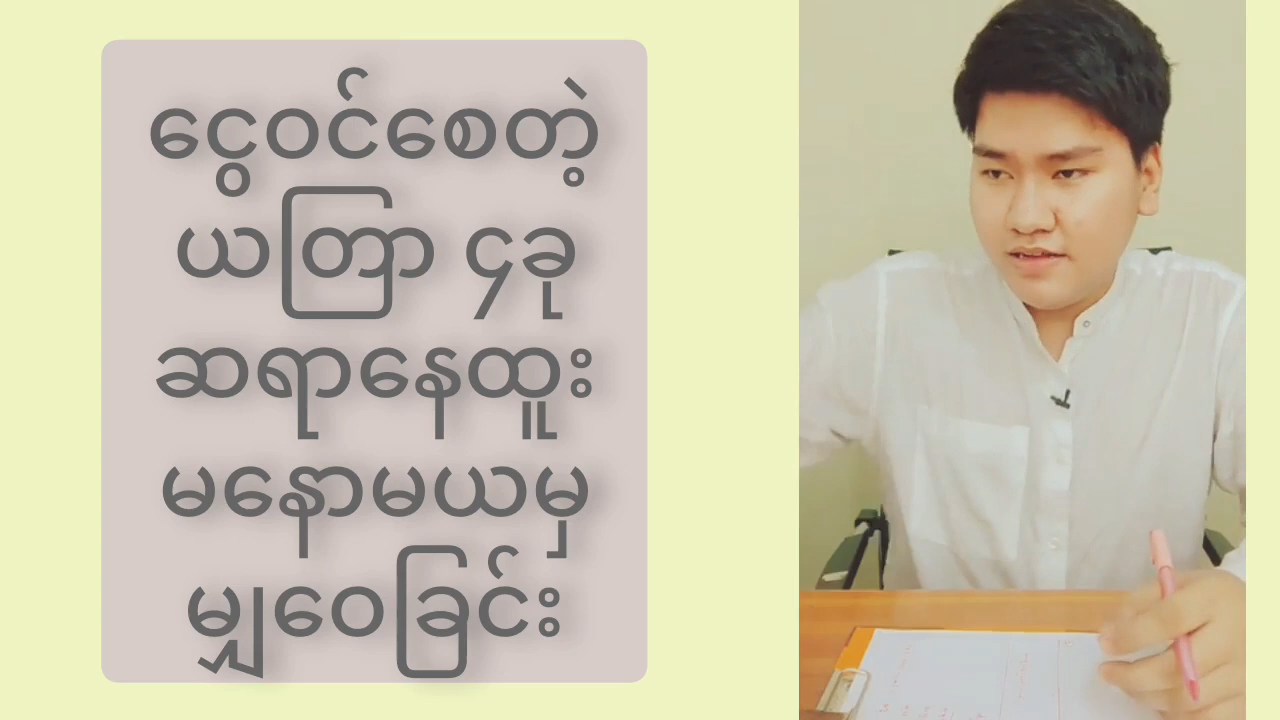 ငွေဝင်စေတဲ့
ယတြာ ၄ခု
ဆရာနေထူး
မနောမယမှ
မျှဝေခြင်း